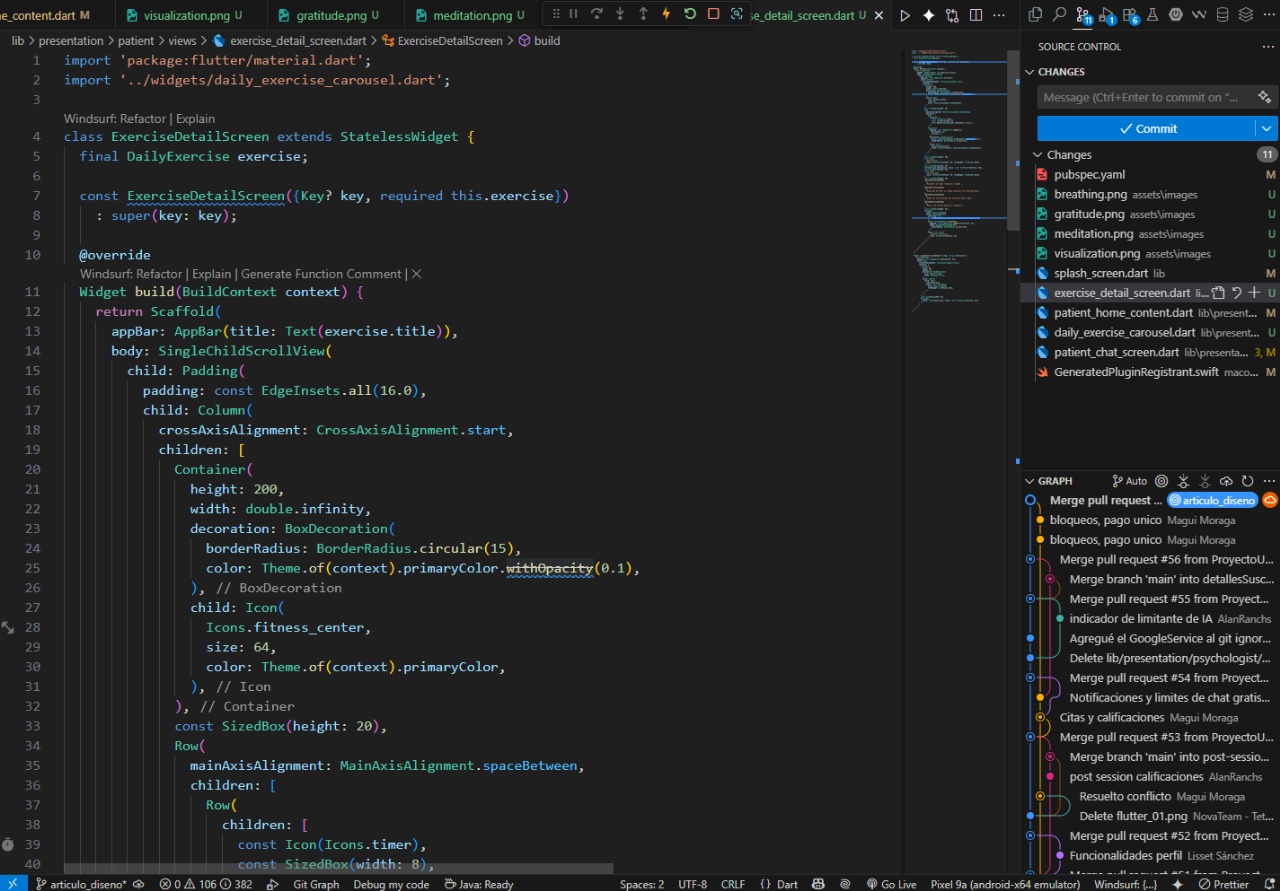 ne_content.dart M
visualization.png U
gratitude.png U
meditation.png U
se_detail_screen.dart U
lib > presentation > patient > views > exercise_detail_screen.dart > ExerciseDetailScreen > build
1 import 'package:flutter/material.dart';
2 import '../widgets/daily_exercise_carousel.dart';
3
Windsurf: Refactor | Explain
4 class ExerciseDetailScreen extends StatelessWidget {
5 final DailyExercise exercise;
6
7 const ExerciseDetailScreen({Key? key, required this.exercise})
8 : super(key: key);
9
10 @override
Windsurf: Refactor | Explain | Generate Function Comment | ×
11 Widget build(BuildContext context) {
12 return Scaffold(
13 appBar: AppBar(title: Text(exercise.title)),
14 body: SingleChildScrollView(
15 child: Padding(
16 padding: const EdgeInsets.all(16.0),
17 child: Column(
18 crossAxisAlignment: CrossAxisAlignment.start,
19 children: [
20 Container(
21 height: 200,
22 width: double.infinity,
23 decoration: BoxDecoration(
24 borderRadius: BorderRadius.circular(15),
25 color: Theme.of(context).primaryColor.withOpacity(0.1),
26 ), // BoxDecoration
27 child: Icon(
28 Icons.fitness_center,
29 size: 64,
30 color: Theme.of(context).primaryColor,
31 ), // Icon
32 ), // Container
33 const SizedBox(height: 20),
34 Row(
35 mainAxisAlignment: MainAxisAlignment.spaceBetween,
36 children: [
37 Row(
38 children: [
39 const Icon(Icons.timer),
40 const SizedBox(width: 8),
11
1
6
SOURCE CONTROL
CHANGES
Message (Ctrl+Enter to commit on "...
Commit
Changes 11
pubspec.yaml M
breathing.png assets\images U
gratitude.png assets\images U
meditation.png assets\images U
visualization.png assets\images U
splash_screen.dart lib M
exercise_detail_screen.dart li... U
patient_home_content.dart lib\present... M
daily_exercise_carousel.dart lib\present... U
patient_chat_screen.dart lib\presenta... 3, M
GeneratedPluginRegistrant.swift maco... M
GRAPH Auto
Merge pull request ... articulo_diseno
bloqueos, pago unico Magui Moraga
bloqueos, pago unico Magui Moraga
Merge pull request #56 from ProyectoU...
Merge branch 'main' into detallesSusc...
Merge pull request #55 from Proyect...
indicador de limitante de IA AlanRanchs
Agregué el GoogleService al git ignor...
Delete lib/presentation/psychologist/...
Merge pull request #54 from Proyect...
Notificaciones y limites de chat gratis...
Citas y calificaciones Magui Moraga
Merge pull request #53 from ProyectoU...
Merge branch 'main' into post-sessio...
post session calificaciones AlanRanchs
Resuelto conflicto Magui Moraga
Delete flutter_01.png NovaTeam - Tet...
Merge pull request #52 from Proyect...
Funcionalidades perfil Lisset Sánchez
articulo_diseno* 0 106 382 Git Graph Debug my code Java: Ready Spaces: 2 UTF-8 CRLF {} Dart Go Live Pixel 9a (android-x64 emulator) Windsurf: {...} Prettier